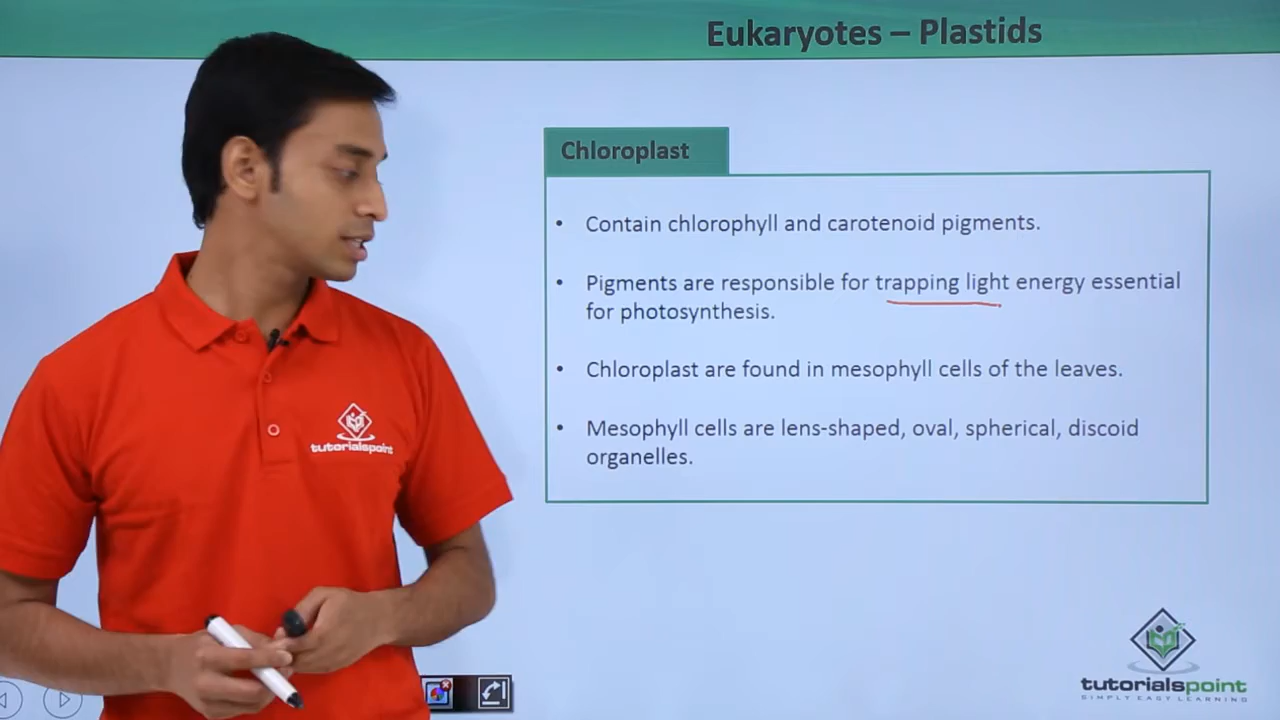 Eukaryotes – Plastids
Chloroplast
• Contain chlorophyll and carotenoid pigments.
• Pigments are responsible for trapping light energy essential
for photosynthesis.
• Chloroplast are found in mesophyll cells of the leaves.
• Mesophyll cells are lens-shaped, oval, spherical, discoid
organelles.
tutorialspoint
tutorialspoint
SIMPLY EASY LEARNING